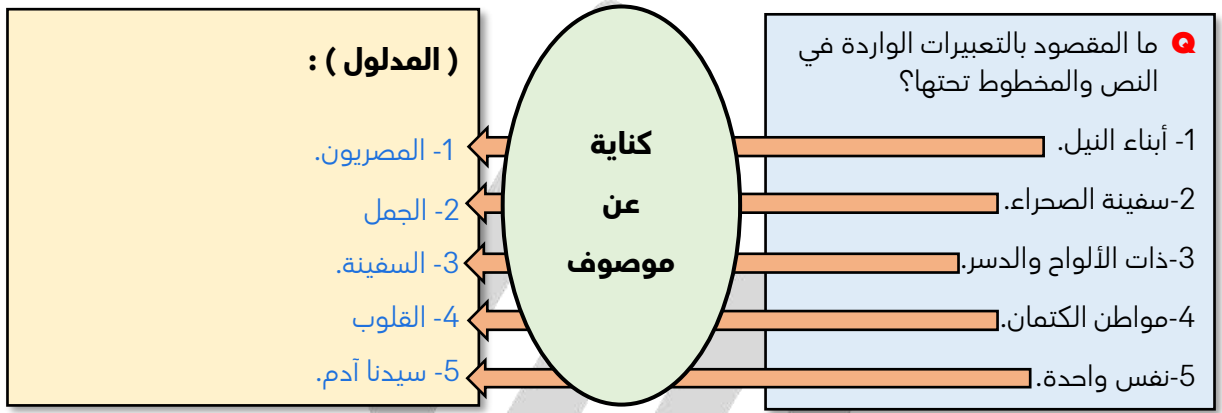 Q ما المقصود بالتعبيرات الواردة في
النص والمخطوط تحتها؟
1- أبناء النيل.
2-سفينة الصحراء.
3-ذات الألواح والدسر.
4-مواطن الكتمان.
5-نفس واحدة.
كناية
عن
موصوف
( المدلول ) :
1- المصريون.
2- الجمل
3- السفينة.
4- القلوب
5- سيدنا آدم.